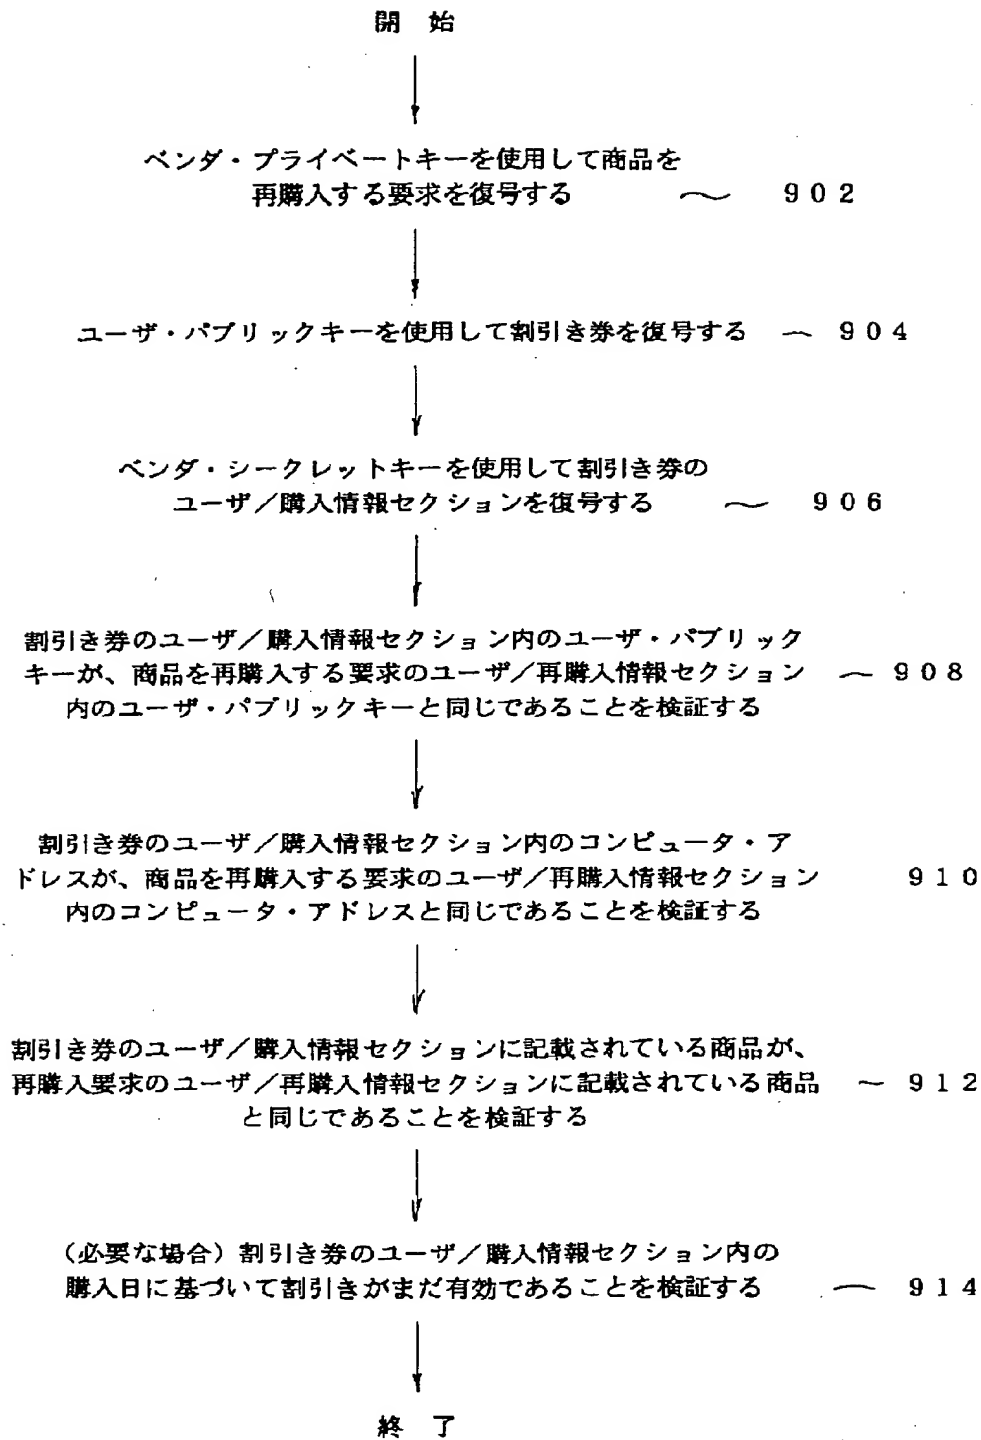 開 始
ベンダ・プライベートキーを使用して商品を
再購入する要求を復号する 〜 902
ユーザ・パブリックキーを使用して割引き券を復号する 〜 904
ベンダ・シークレットキーを使用して割引き券の
ユーザ/購入情報セクションを復号する 〜 906
割引き券のユーザ/購入情報セクション内のユーザ・パブリック
キーが、商品を再購入する要求のユーザ/再購入情報セクション 〜 908
内のユーザ・パブリックキーと同じであることを検証する
割引き券のユーザ/購入情報セクション内のコンピュータ・ア
ドレスが、商品を再購入する要求のユーザ/再購入情報セクション 910
内のコンピュータ・アドレスと同じであることを検証する
割引き券のユーザ/購入情報セクションに記載されている商品が、
再購入要求のユーザ/再購入情報セクションに記載されている商品 〜 912
と同じであることを検証する
(必要な場合)割引き券のユーザ/購入情報セクション内の
購入日に基づいて割引きがまだ有効であることを検証する 〜 914
終 了